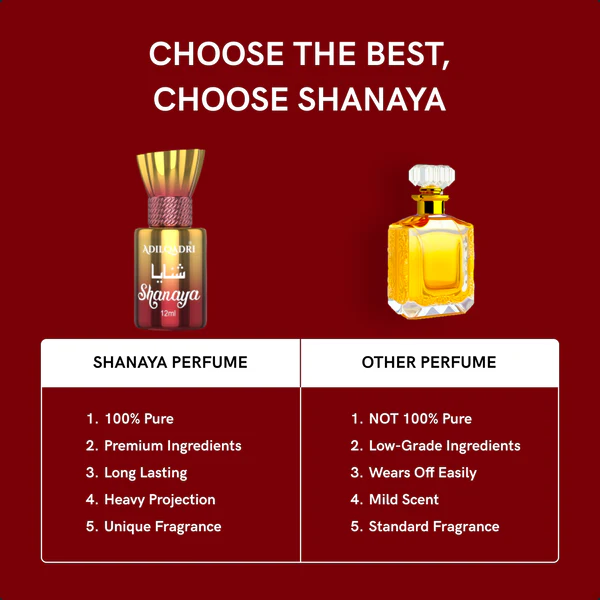 CHOOSE THE BEST,
CHOOSE SHANAYA
ADILQADRI
شنايا
Shanaya
12ml
SHANAYA PERFUME
OTHER PERFUME
1. 100% Pure
2. Premium Ingredients
3. Long Lasting
4. Heavy Projection
5. Unique Fragrance
1. NOT 100% Pure
2. Low-Grade Ingredients
3. Wears Off Easily
4. Mild Scent
5. Standard Fragrance